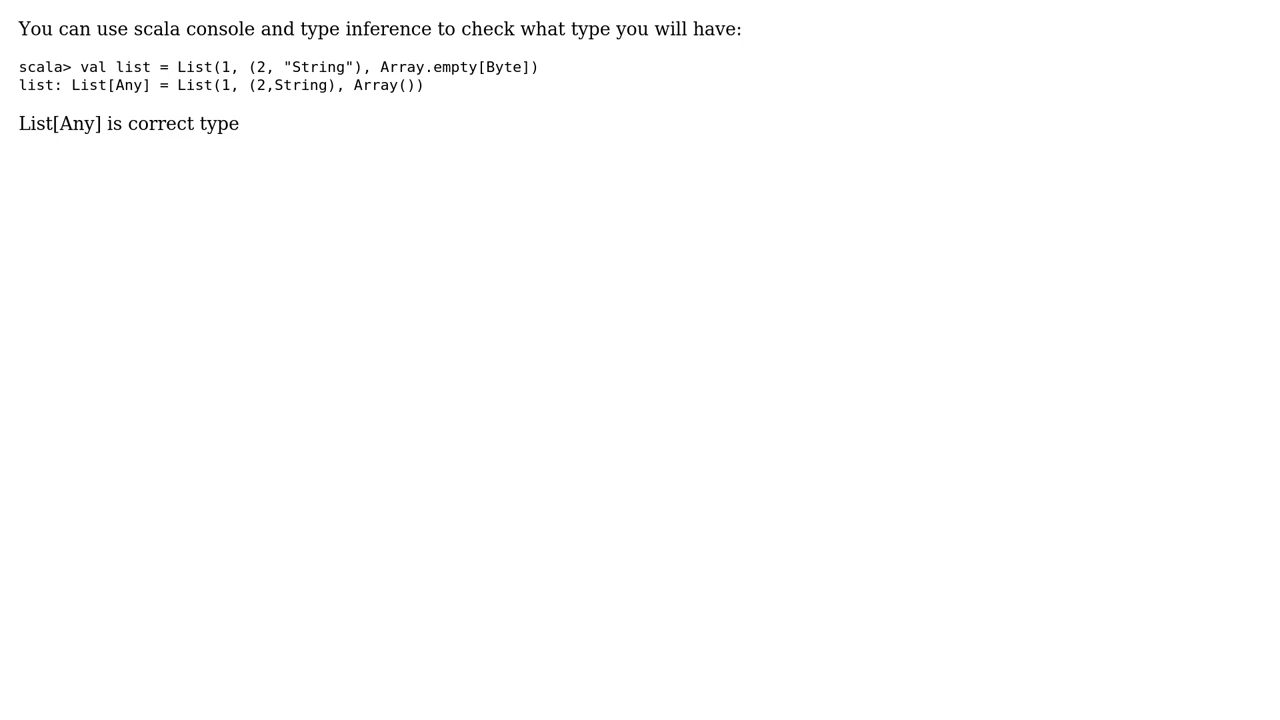 You can use scala console and type inference to check what type you will have:
scala> val list = List(1, (2, "String"), Array.empty[Byte])
list: List[Any] = List(1, (2,String), Array())
List[Any] is correct type